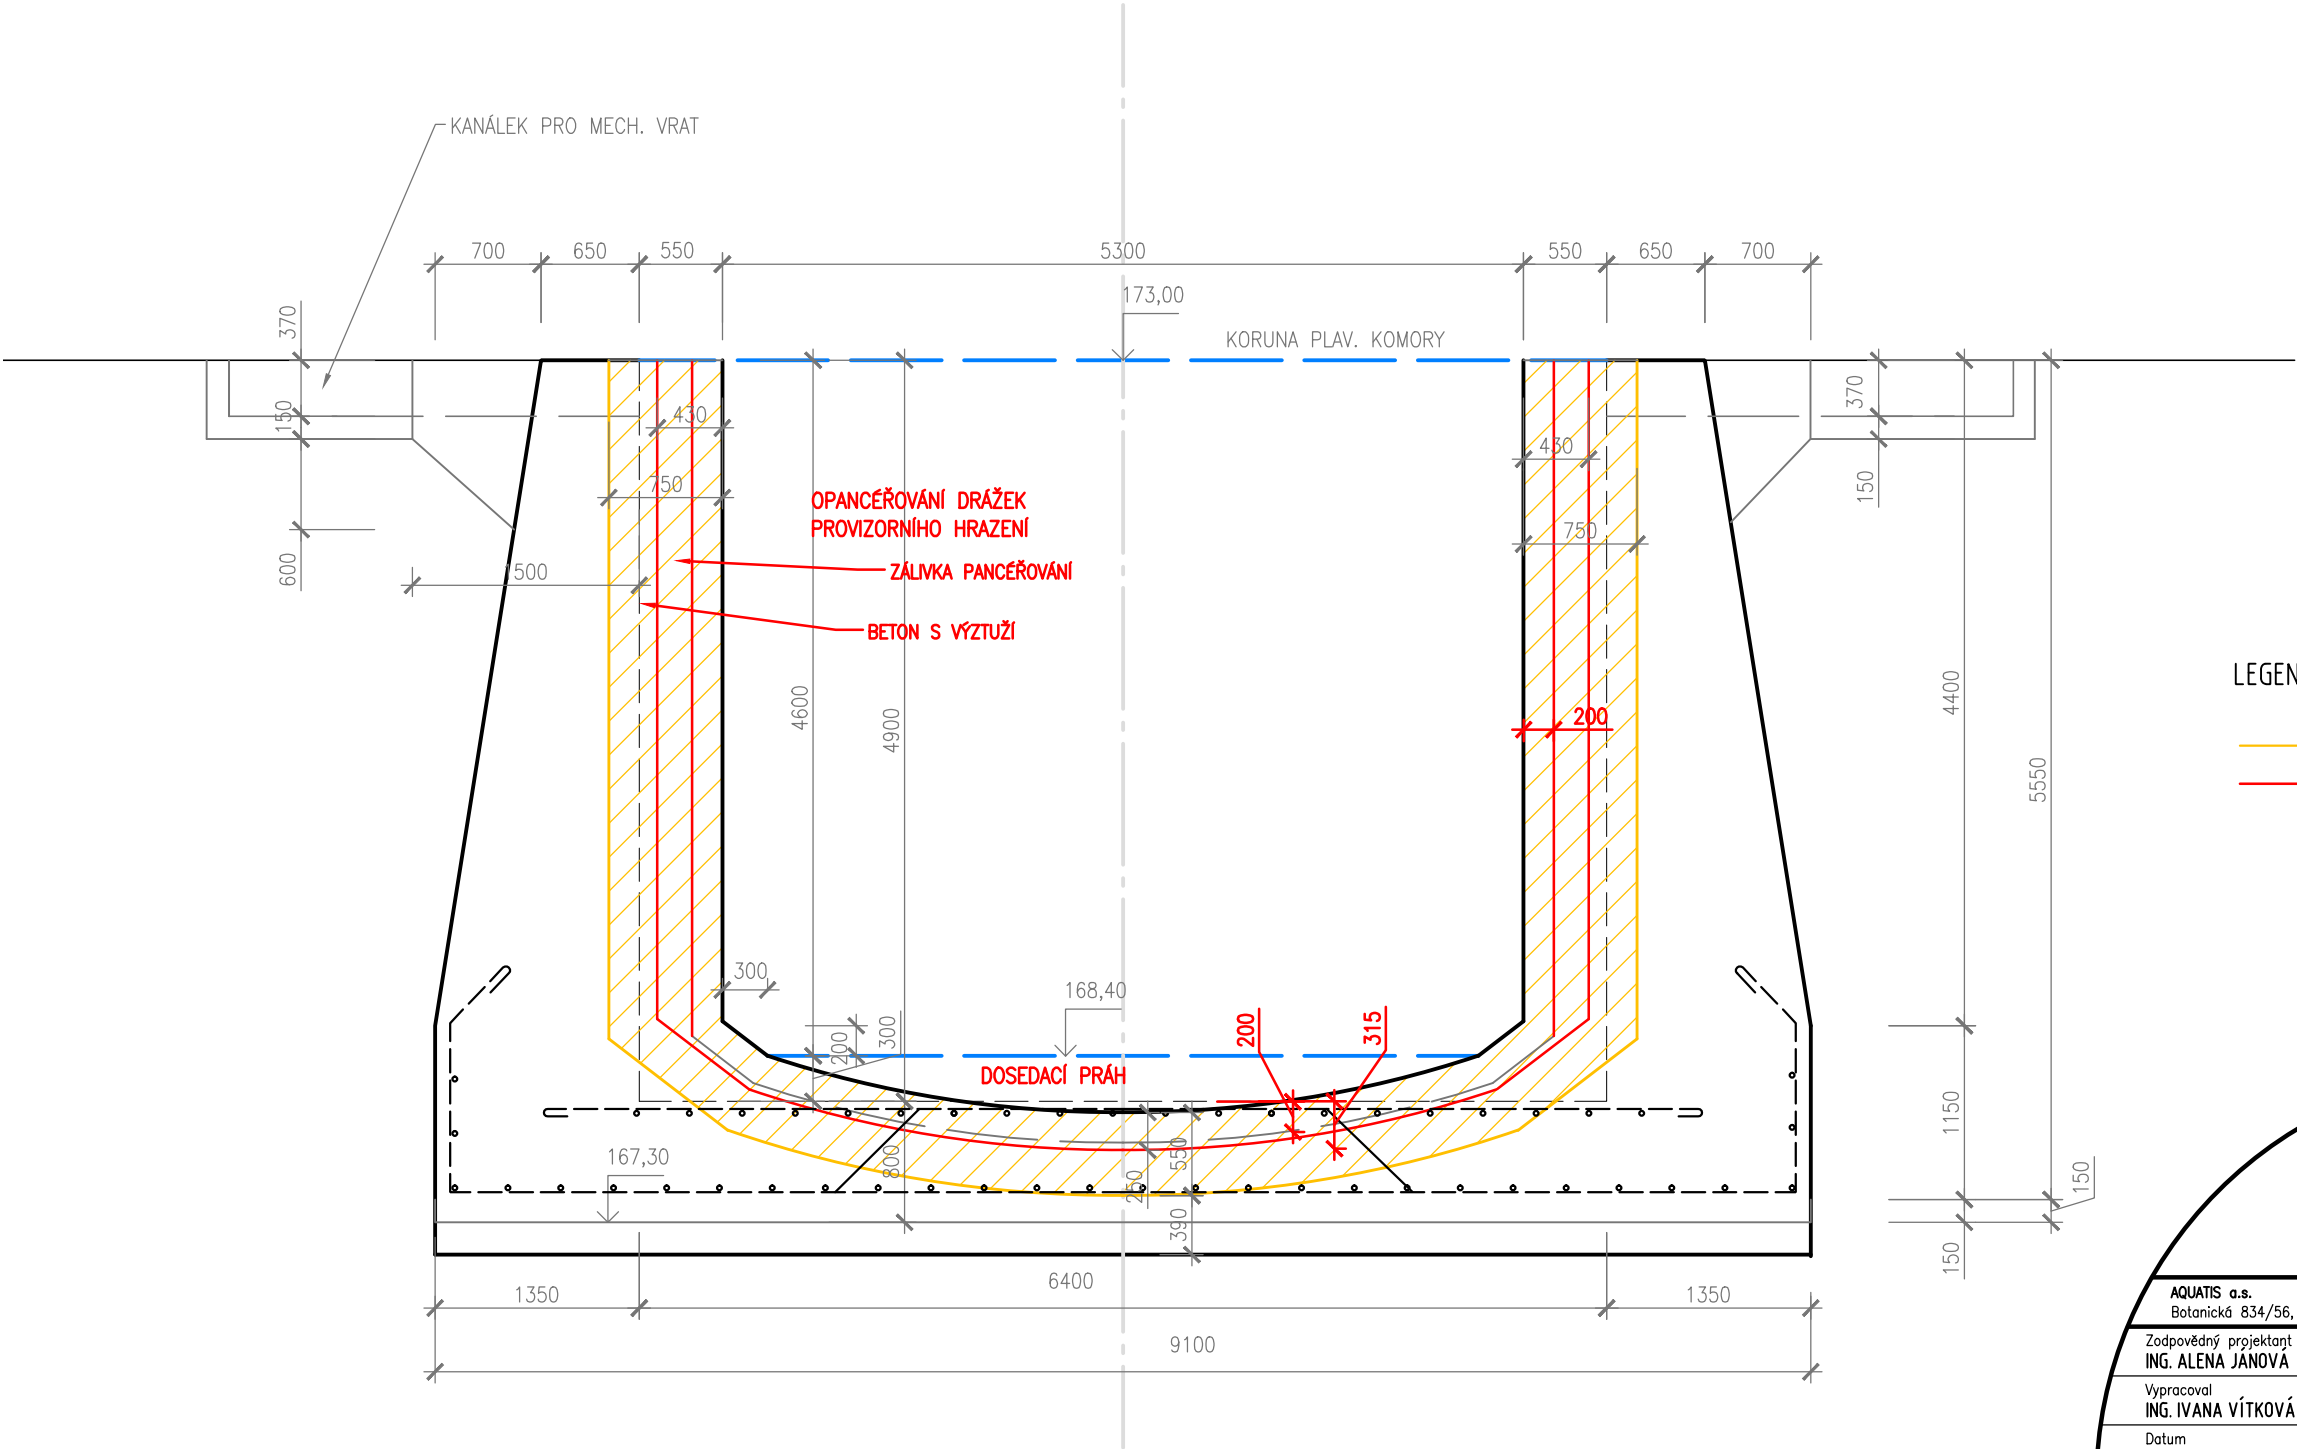 KANÁLEK PRO MECH. VRAT
700
650
550
5300
550
650
700
173,00
KORUNA PLAV. KOMORY
370
150
600
430
750
500
OPANCÉŘOVÁNÍ DRÁŽEK
PROVIZORNÍHO HRAZENÍ
ZÁLIVKA PANCÉŘOVÁNÍ
BETON S VÝZTUŽÍ
4600
4900
430
750
200
370
150
4400
5550
LEGEN
300
200
300
168,40
DOSEDACÍ PRÁH
200
315
167,30
800
250
550
390
1150
150
150
1350
6400
1350
9100
AQUATIS a.s.
Botanická 834/56,
Zodpovědný projektant
ING. ALENA JÁNOVÁ
Vypracoval
ING. IVANA VÍTKOVÁ
Datum